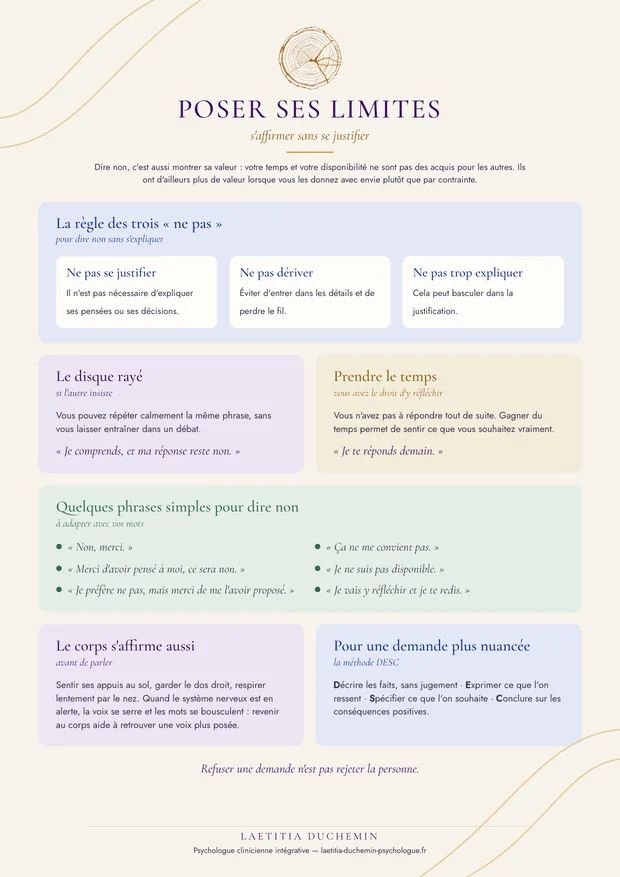 POSER SES LIMITES
s'affirmer sans se justifier
Dire non, c'est aussi montrer sa valeur : votre temps et votre disponibilité ne sont pas des acquis pour les autres. Ils
ont d'ailleurs plus de valeur lorsque vous les donnez avec envie plutôt que par contrainte.
La règle des trois « ne pas »
pour dire non sans s'expliquer
Ne pas se justifier
Il n'est pas nécessaire d'expliquer
ses pensées ou ses décisions.
Ne pas dériver
Éviter d'entrer dans les détails et de
perdre le fil.
Ne pas trop expliquer
Cela peut basculer dans la
justification.
Le disque rayé
si l'autre insiste
Vous pouvez répéter calmement la même phrase, sans
vous laisser entraîner dans un débat.
« Je comprends, et ma réponse reste non. »
Prendre le temps
vous avez le droit d'y réfléchir
Vous n'avez pas à répondre tout de suite. Gagner du
temps permet de sentir ce que vous souhaitez vraiment.
« Je te réponds demain. »
Quelques phrases simples pour dire non
à adapter avec vos mots
« Non, merci. »
« Merci d'avoir pensé à moi, ce sera non. »
« Je préfère ne pas, mais merci de me l'avoir proposé. »
« Ça ne me convient pas. »
« Je ne suis pas disponible. »
« Je vais y réfléchir et je te redis. »
Le corps s'affirme aussi
avant de parler
Sentir ses appuis au sol, garder le dos droit, respirer
lentement par le nez. Quand le système nerveux est en
alerte, la voix se serre et les mots se bousculent : revenir
au corps aide à retrouver une voix plus posée.
Pour une demande plus nuancée
la méthode DESC
Décrire les faits, sans jugement · Exprimer ce que l'on
ressent · Spécifier ce que l'on souhaite · Conclure sur les
conséquences positives.
Refuser une demande n'est pas rejeter la personne.
LAETITIA DUCHEMIN
Psychologue clinicienne intégrative — laetitia-duchemin-psychologue.fr